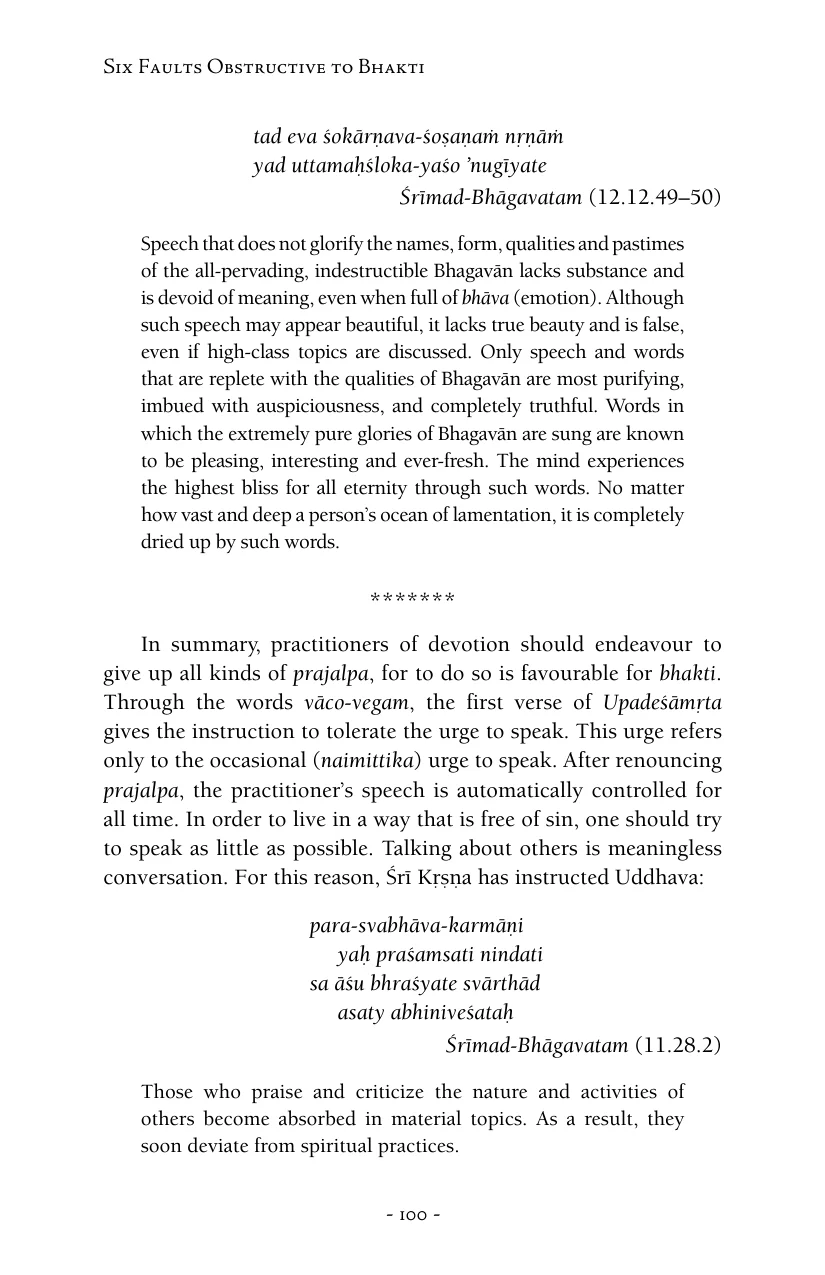 Six Faults Obstructive to Bhakti
tad eva śokārṇava-śoṣaṇaṁ nṛṇāṁ
yad uttamaḥśloka-yaśo ’nugīyate
Śrīmad-Bhāgavatam (12.12.49–50)
Speech that does not glorify the names, form, qualities and pastimes
of the all-pervading, indestructible Bhagavān lacks substance and
is devoid of meaning, even when full of bhāva (emotion). Although
such speech may appear beautiful, it lacks true beauty and is false,
even if high-class topics are discussed. Only speech and words
that are replete with the qualities of Bhagavān are most purifying,
imbued with auspiciousness, and completely truthful. Words in
which the extremely pure glories of Bhagavān are sung are known
to be pleasing, interesting and ever-fresh. The mind experiences
the highest bliss for all eternity through such words. No matter
how vast and deep a person’s ocean of lamentation, it is completely
dried up by such words.
*******
In summary, practitioners of devotion should endeavour to
give up all kinds of prajalpa, for to do so is favourable for bhakti.
Through the words vāco-vegam, the first verse of Upadeśāmṛta
gives the instruction to tolerate the urge to speak. This urge refers
only to the occasional (naimittika) urge to speak. After renouncing
prajalpa, the practitioner’s speech is automatically controlled for
all time. In order to live in a way that is free of sin, one should try
to speak as little as possible. Talking about others is meaningless
conversation. For this reason, Śrī Kṛṣṇa has instructed Uddhava:
para-svabhāva-karmāṇi
yaḥ praśamsati nindati
sa āśu bhraśyate svārthād
asaty abhiniveśataḥ
Śrīmad-Bhāgavatam (11.28.2)
Those who praise and criticize the nature and activities of
others become absorbed in material topics. As a result, they
soon deviate from spiritual practices.
- 100 -